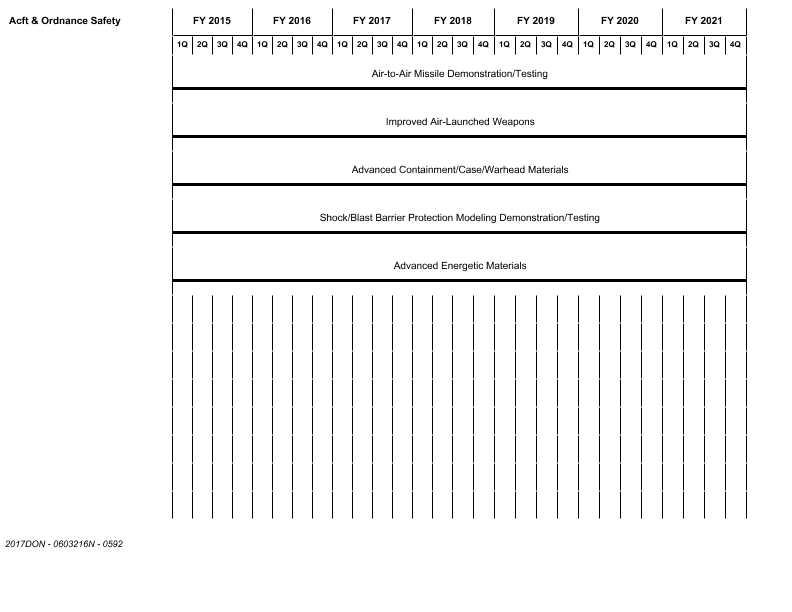 Acft & Ordnance Safety FY 2015 FY 2016 FY 2017 FY 2018 FY 2019 FY 2020 FY 2021
1Q 2Q 3Q 4Q 1Q 2Q 3Q 4Q 1Q 2Q 3Q 4Q 1Q 2Q 3Q 4Q 1Q 2Q 3Q 4Q 1Q 2Q 3Q 4Q 1Q 2Q 3Q 4Q
Air-to-Air Missile Demonstration/Testing
Improved Air-Launched Weapons
Advanced Containment/Case/Warhead Materials
Shock/Blast Barrier Protection Modeling Demonstration/Testing
Advanced Energetic Materials
2017DON - 0603216N - 0592